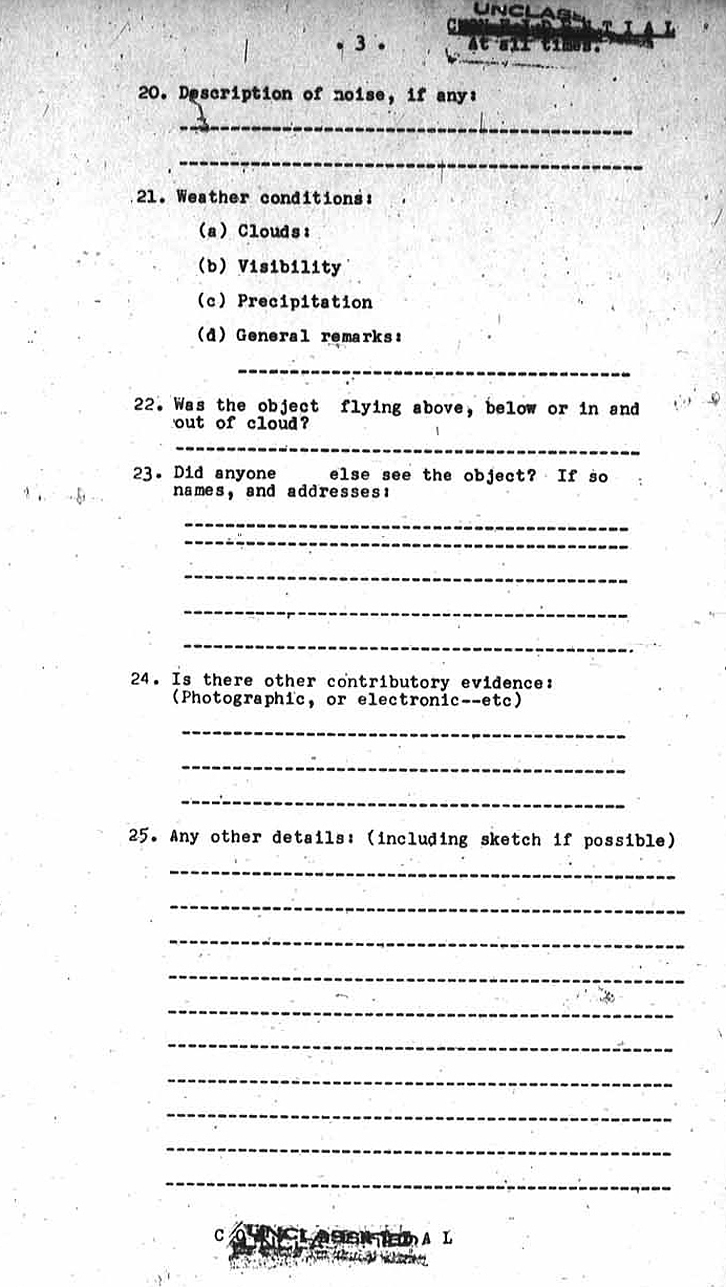 UNCLAS
C O N F I D E N T I A L
. 3 . At all times.
20. Description of noise, if any:
21. Weather conditions:
(a) Clouds:
(b) Visibility
(c) Precipitation
(d) General remarks:
22. Was the object flying above, below or in and
out of cloud?
23. Did anyone else see the object? If so
names, and addresses:
24. Is there other contributory evidence:
(Photographic, or electronic--etc)
25. Any other details: (including sketch if possible)